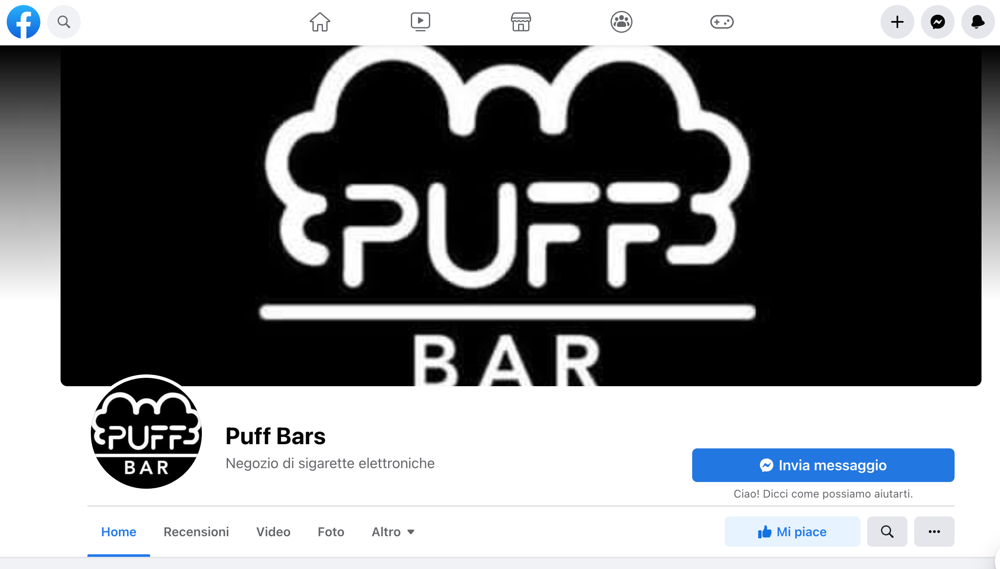 PUFF
BAR
PUFF
BAR
Puff Bars
Negozio di sigarette elettroniche
Invia messaggio
Ciao! Dicci come possiamo aiutarti.
Home Recensioni Video Foto Altro
Mi piace